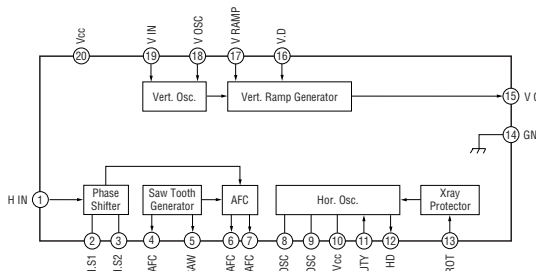 Vcc
V IN
V OSC
V RAMP
V.D
20
19
18
17
16
Vert. Osc.
Vert. Ramp Generator
15
14
H IN
1
Phase Shifter
Saw Tooth Generator
AFC
Hor. Osc.
Xray Protector
2
3
4
5
6
7
8
9
10
11
12
13
AFC
AFC
AFC
OSC
OSC
Vcc
HD